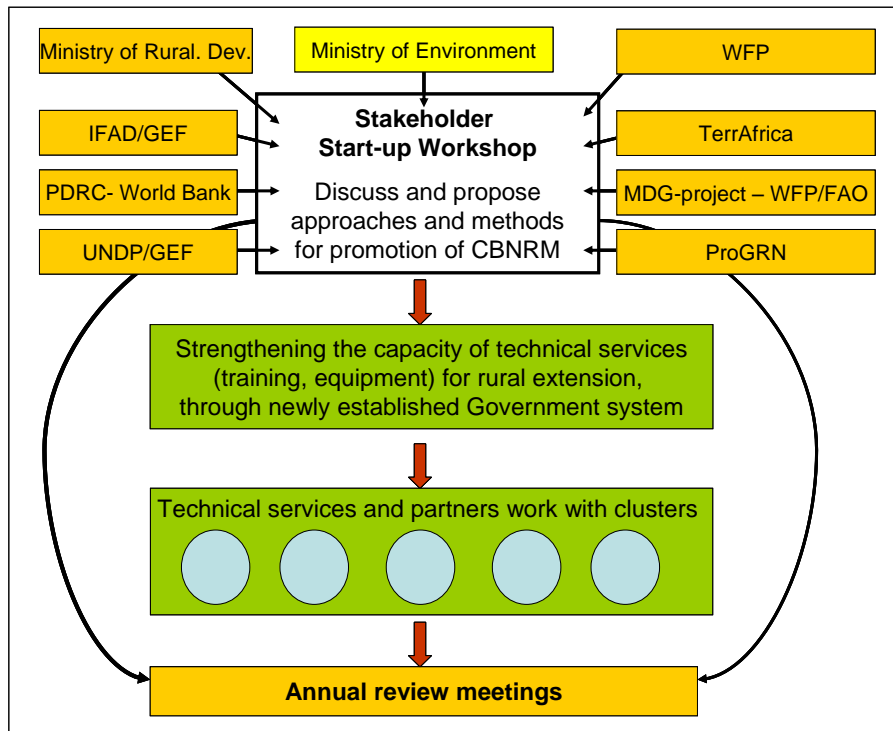 Ministry of Rural. Dev.
Ministry of Environment
WFP
IFAD/GEF
TerrAfrica
PDRC- World Bank
MDG-project – WFP/FAO
UNDP/GEF
ProGRN
Stakeholder
Start-up Workshop
Discuss and propose
approaches and methods
for promotion of CBNRM
Strengthening the capacity of technical services
(training, equipment) for rural extension,
through newly established Government system
Technical services and partners work with clusters
Annual review meetings